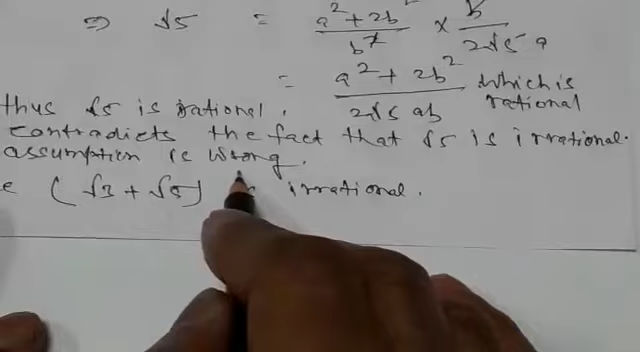 ⇒ √5 = a² + 2b² / b² × b / 2√5 a
= a² + 2b² / 2√5 ab which is rational
thus √5 is rational.
contradicts the fact that √5 is irrational.
assumption is wrong.
(√3 + √5) irrational.